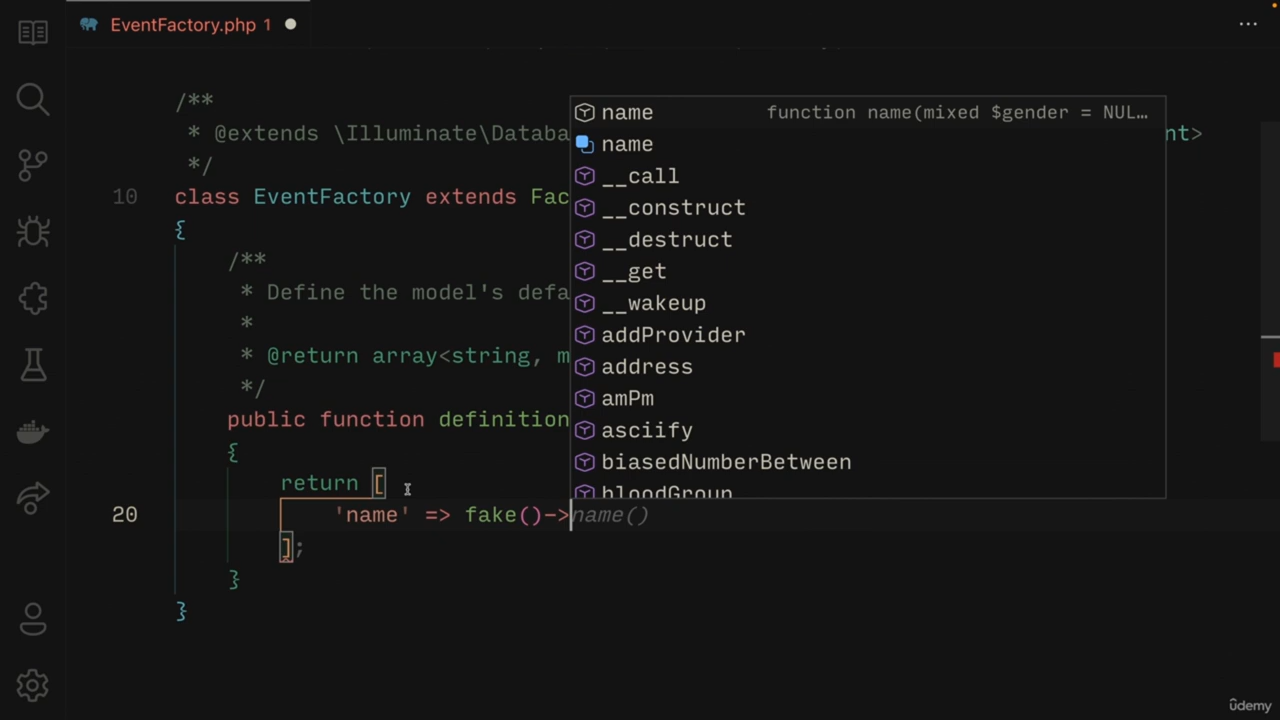 EventFactory.php 1
/**
name function name(mixed $gender = NUL…
* @extends \Illuminate\Databa nt>
name
*/
__call
10 class EventFactory extends Fac
__construct
{
__destruct
/**
__get
* Define the model's defa
__wakeup
*
addProvider
* @return array<string, m
address
*/
amPm
public function definition
asciify
{
biasedNumberBetween
return [
bloodGroup
20 'name' => fake()->name()
];
}
}
ûdemy